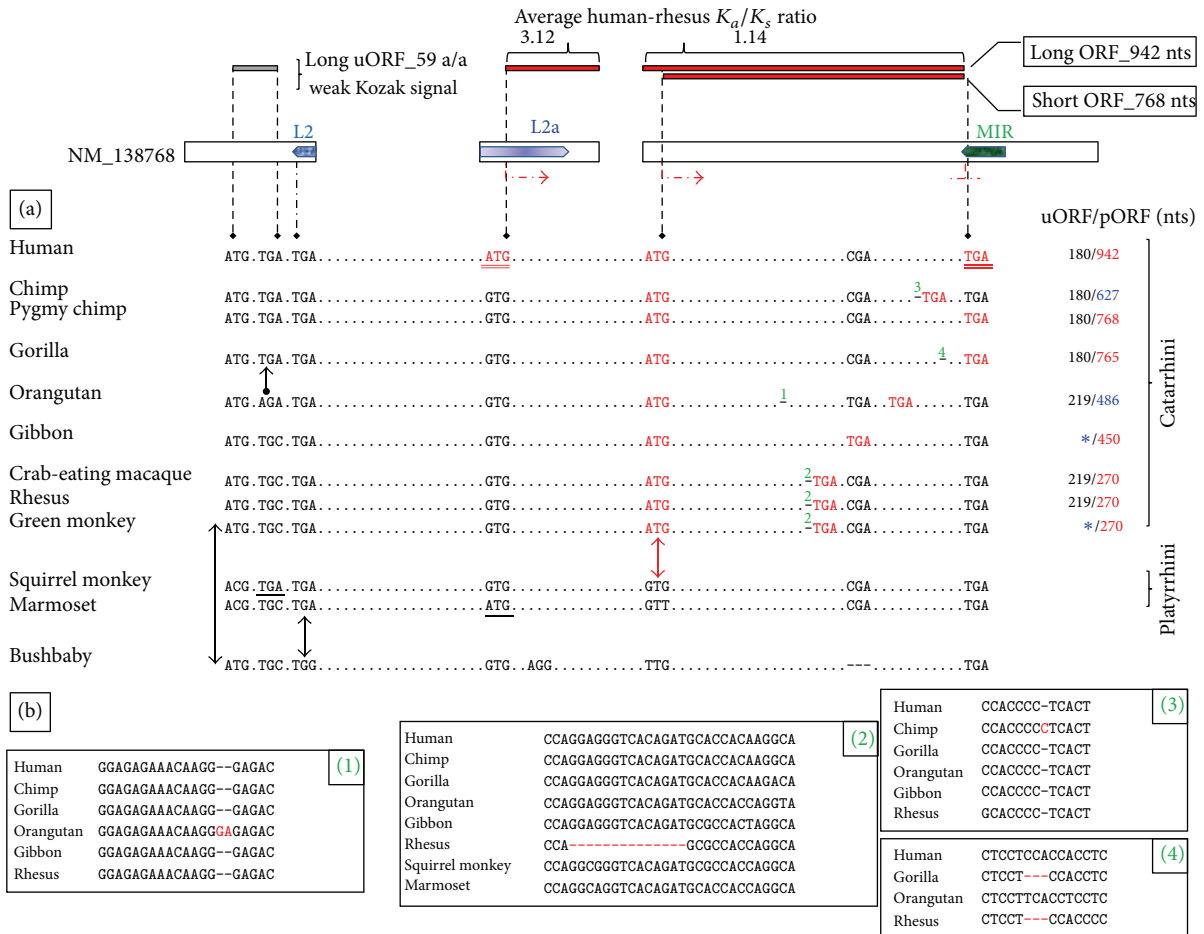 Average human-rhesus Ka/Ks ratio
3.12
1.14
Long uORF_59 a/a
weak Kozak signal
Long ORF_942 nts
Short ORF_768 nts
L2
L2a
MIR
NM_138768
(a)
uORF/pORF (nts)
Human ATG.TGA.TGA......................ATG..................ATG........................CGA............TGA 180/942
Chimp ATG.TGA.TGA......................GTG..................ATG........................CGA......3-TGA..TGA 180/627
Pygmy chimp ATG.TGA.TGA......................GTG..................ATG........................CGA............TGA 180/768
Gorilla ATG.TGA.TGA......................GTG..................ATG........................CGA.........4-..TGA 180/765
Orangutan ATG.AGA.TGA......................GTG..................ATG...............1-........TGA..TGA.......TGA 219/486
Gibbon ATG.TGC.TGA......................GTG..................ATG........................TGA............TGA */450
Crab-eating macaque ATG.TGC.TGA......................GTG..................ATG..................2-TGA.CGA............TGA 219/270
Rhesus ATG.TGC.TGA......................GTG..................ATG..................2-TGA.CGA............TGA 219/270
Green monkey ATG.TGC.TGA......................GTG..................ATG..................2-TGA.CGA............TGA */270
Squirrel monkey ACG.TGA.TGA......................GTG..................GTG........................CGA............TGA
Marmoset ACG.TGC.TGA......................ATG..................GTT........................CGA............TGA
Bushbaby ATG.TGC.TGG......................GTG..AGG.............TTG........................---............TGA
Catarrhini
Platyrrhini
(b)
(1)
Human GGAGAGAAACAAGG--GAGAC
Chimp GGAGAGAAACAAGG--GAGAC
Gorilla GGAGAGAAACAAGG--GAGAC
Orangutan GGAGAGAAACAAGGGAGAGAC
Gibbon GGAGAGAAACAAGG--GAGAC
Rhesus GGAGAGAAACAAGG--GAGAC
(2)
Human CCAGGAGGGTCACAGATGCACCACAAGGCA
Chimp CCAGGAGGGTCACAGATGCACCACAAGGCA
Gorilla CCAGGAGGGTCACAGATGCACCACAAGACA
Orangutan CCAGGAGGGTCACAGATGCACCACCAGGTA
Gibbon CCAGGAGGGTCACAGATGCGCCACTAGGCA
Rhesus CCA--------------GCGCCACCAGGCA
Squirrel monkey CCAGGCGGGTCACAGATGCACCACCAGGCA
Marmoset CCAGGCAGGTCACAGATGCACCACCAGGCA
(3)
Human CCACCCC-TCACT
Chimp CCACCCCCTCACT
Gorilla CCACCCC-TCACT
Orangutan CCACCCC-TCACT
Gibbon CCACCCC-TCACT
Rhesus GCACCCC-TCACT
(4)
Human CTCCTCCACCACCTC
Gorilla CTCCT---CCACCTC
Orangutan CTCCTTCACCTCCTC
Rhesus CTCCT---CCACCCC